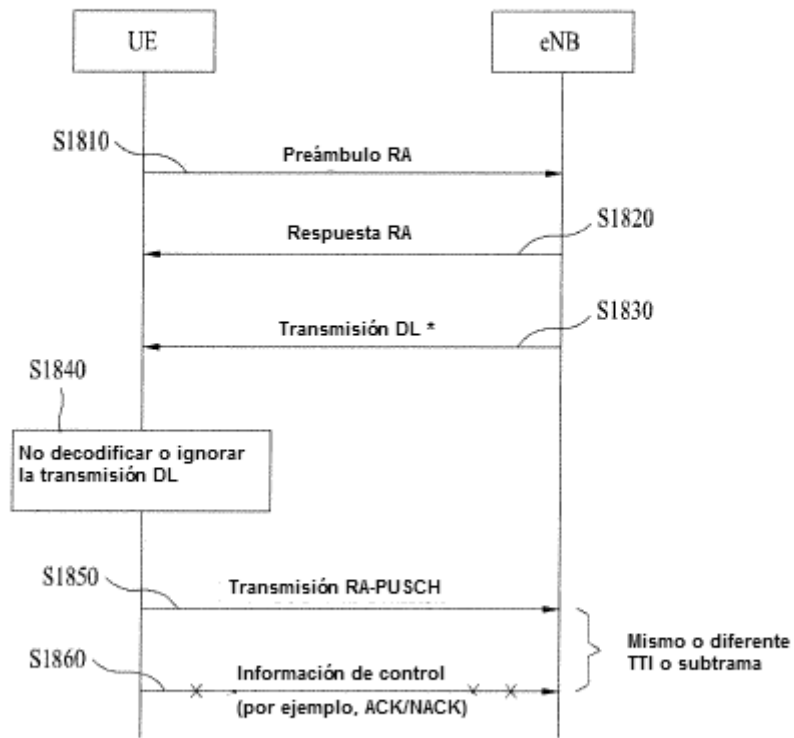 UE
eNB
S1810
Preámbulo RA
S1820
Respuesta RA
S1830
Transmisión DL *
S1840
No decodificar o ignorar
la transmisión DL
S1850
Transmisión RA-PUSCH
S1860
Información de control
(por ejemplo, ACK/NACK)
Mismo o diferente
TTI o subtrama